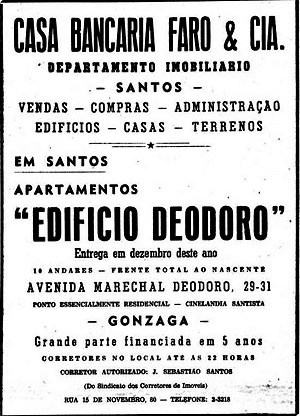 CASA BANCARIA FARO & CIA.
DEPARTAMENTO IMOBILIARIO
— SANTOS —
VENDAS — COMPRAS — ADMINISTRAÇÃO
EDIFICIOS — CASAS — TERRENOS
EM SANTOS
APARTAMENTOS
"EDIFICIO DEODORO"
Entrega em dezembro deste ano
10 ANDARES — FRENTE TOTAL AO NASCENTE
AVENIDA MARECHAL DEODORO, 29-31
PONTO ESSENCIALMENTE RESIDENCIAL — CINELANDIA SANTISTA
— GONZAGA —
Grande parte financiada em 5 anos
CORRETORES NO LOCAL ATE AS 22 HORAS
CORRETOR AUTORIZADO: J. SEBASTIÃO SANTOS
(Do Sindicato dos Corretores de Imoveis)
RUA 15 DE NOVEMBRO, 80 — TELEFONE: 2-3218